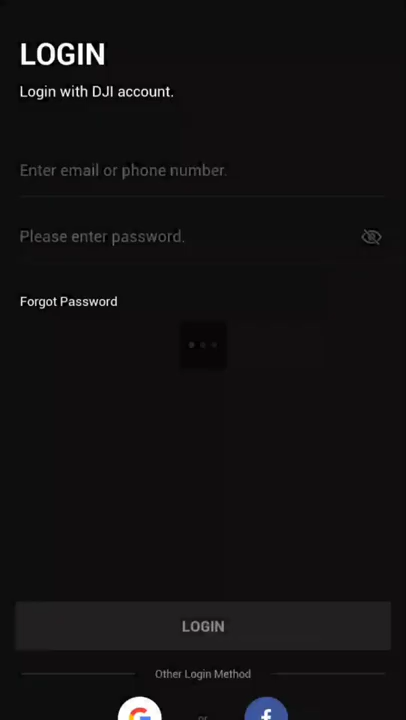 LOGIN
Login with DJI account.
Enter email or phone number.
Please enter password.
Forgot Password
LOGIN
Other Login Method
or